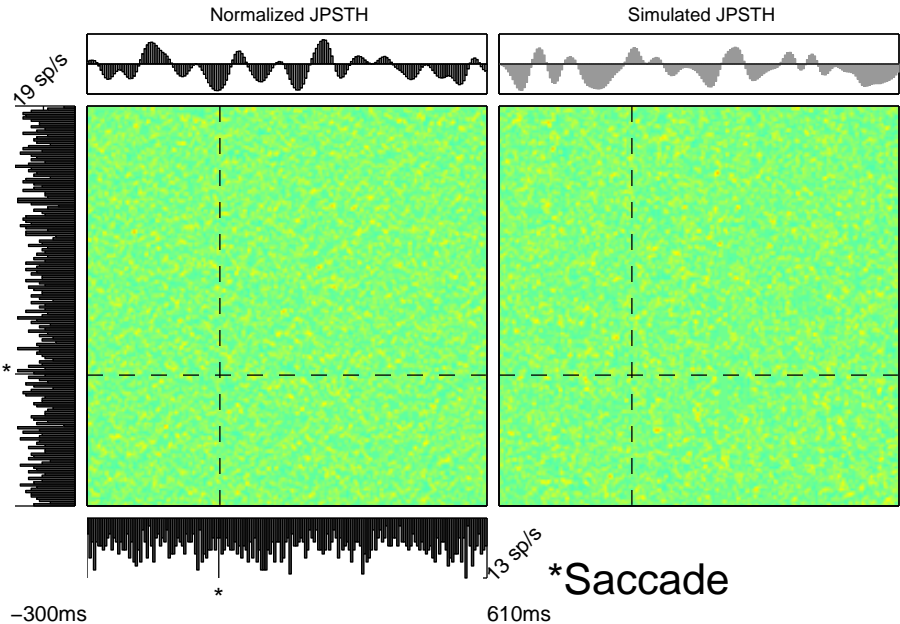 Normalized JPSTH
Simulated JPSTH
19 sp/s
*
13 sp/s
*
*Saccade
−300ms
610ms